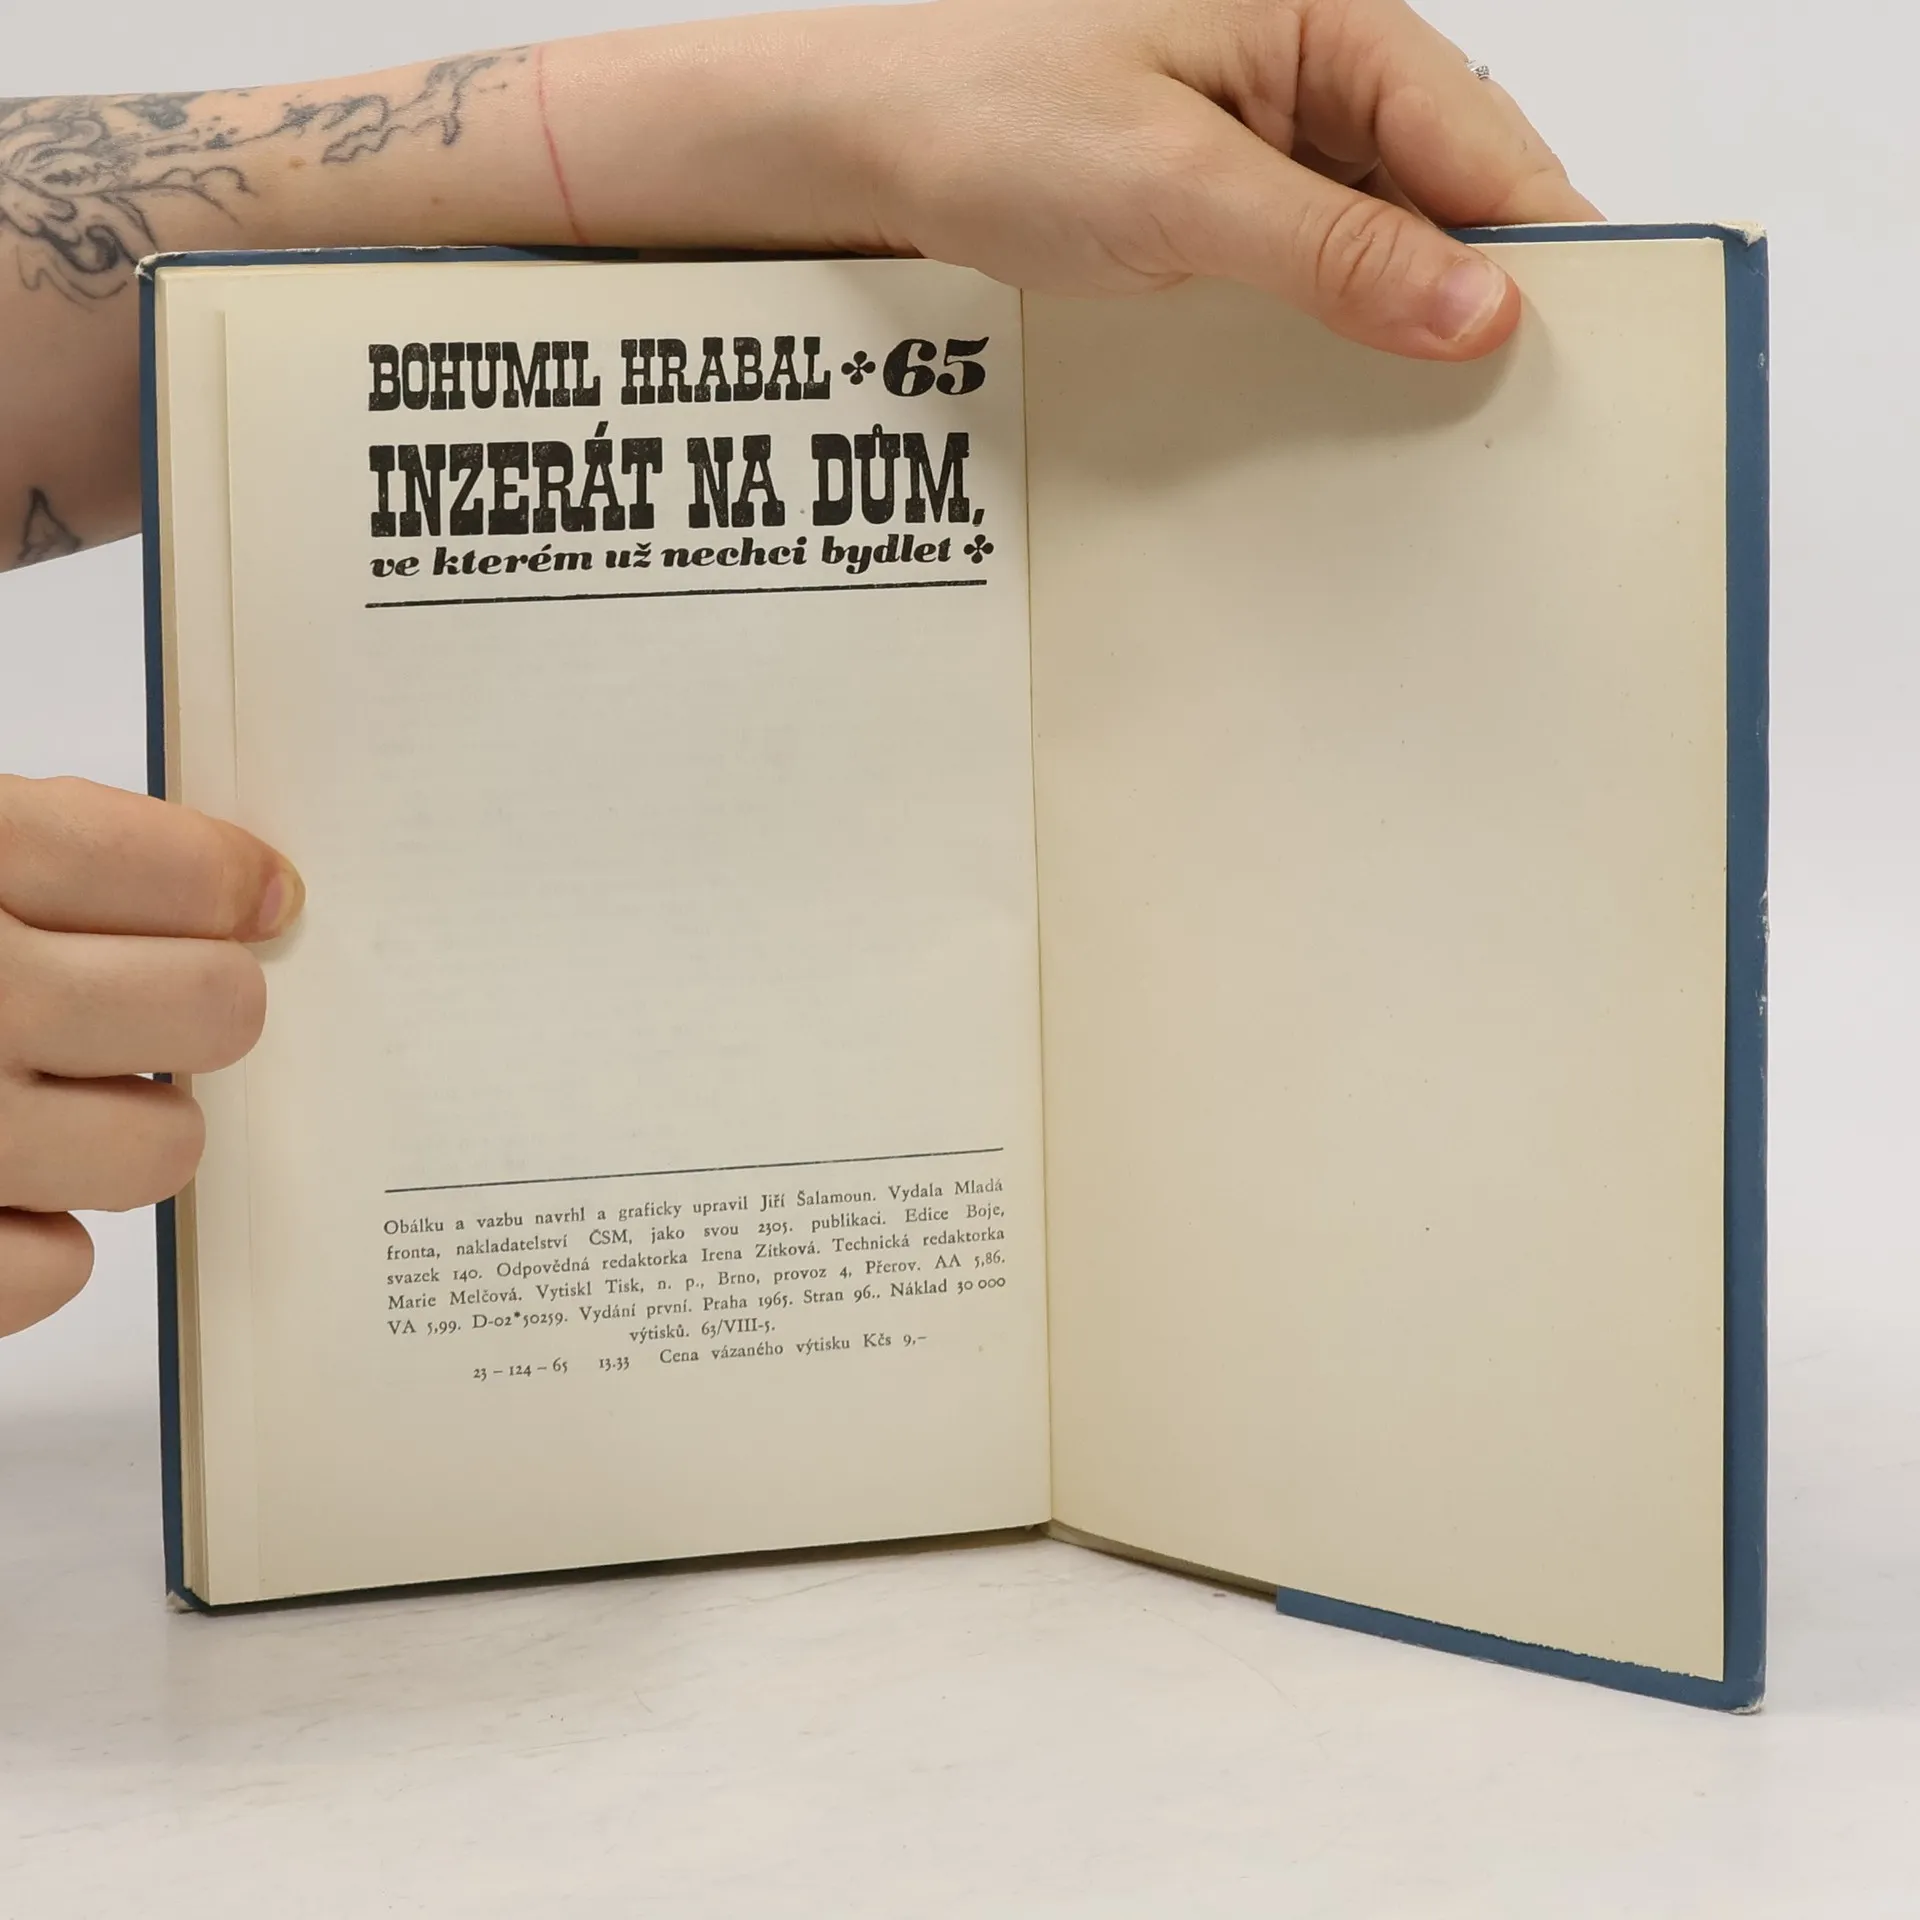 BOHUMIL HRABAL ✤ 65
INZERÁT NA DŮM,
ve kterém už nechci bydlet ✤
Obálku a vazbu navrhl a graficky upravil Jiří Šalamoun. Vydala Mladá
fronta, nakladatelství ČSM, jako svou 2305. publikaci. Edice Boje,
svazek 140. Odpovědná redaktorka Irena Zítková. Technická redaktorka
Marie Melčová. Vytiskl Tisk, n. p., Brno, provoz 4, Přerov. AA 5,86.
VA 5,99. D-02*50259. Vydání první. Praha 1965. Stran 96.. Náklad 30 000
výtisků. 63/VIII-5.
23 – 124 – 65 13.33 Cena vázaného výtisku Kčs 9,–